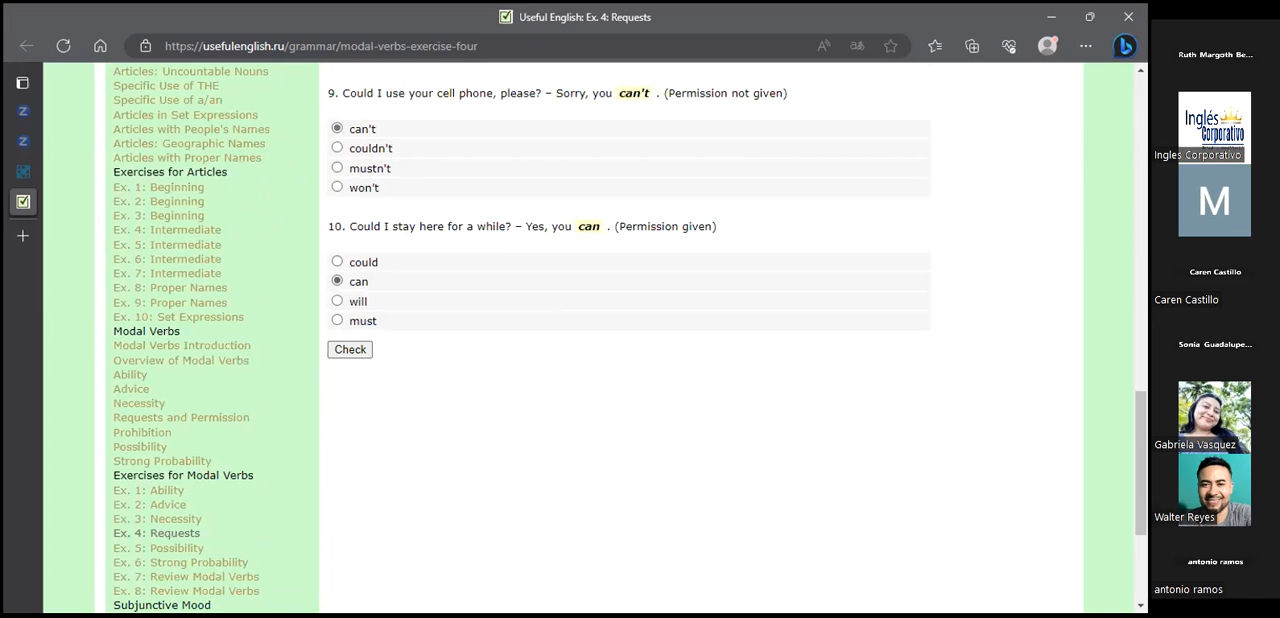 Useful English: Ex. 4: Requests
https://usefulenglish.ru/grammar/modal-verbs-exercise-four
Articles: Uncountable Nouns
Specific Use of THE
Specific Use of a/an
Articles in Set Expressions
Articles with People's Names
Articles: Geographic Names
Articles with Proper Names
Exercises for Articles
Ex. 1: Beginning
Ex. 2: Beginning
Ex. 3: Beginning
Ex. 4: Intermediate
Ex. 5: Intermediate
Ex. 6: Intermediate
Ex. 7: Intermediate
Ex. 8: Proper Names
Ex. 9: Proper Names
Ex. 10: Set Expressions
Modal Verbs
Modal Verbs Introduction
Overview of Modal Verbs
Ability
Advice
Necessity
Requests and Permission
Prohibition
Possibility
Strong Probability
Exercises for Modal Verbs
Ex. 1: Ability
Ex. 2: Advice
Ex. 3: Necessity
Ex. 4: Requests
Ex. 5: Possibility
Ex. 6: Strong Probability
Ex. 7: Review Modal Verbs
Ex. 8: Review Modal Verbs
Subjunctive Mood
9. Could I use your cell phone, please? – Sorry, you can't . (Permission not given)
can't
couldn't
mustn't
won't
10. Could I stay here for a while? – Yes, you can . (Permission given)
could
can
will
must
Check
Ruth Margoth Be...
Inglés
Corporativo
Ingles Corporativo
M
Caren Castillo
Caren Castillo
Sonia Guadalupe...
Gabriela Vasquez
Walter Reyes
antonio ramos
antonio ramos